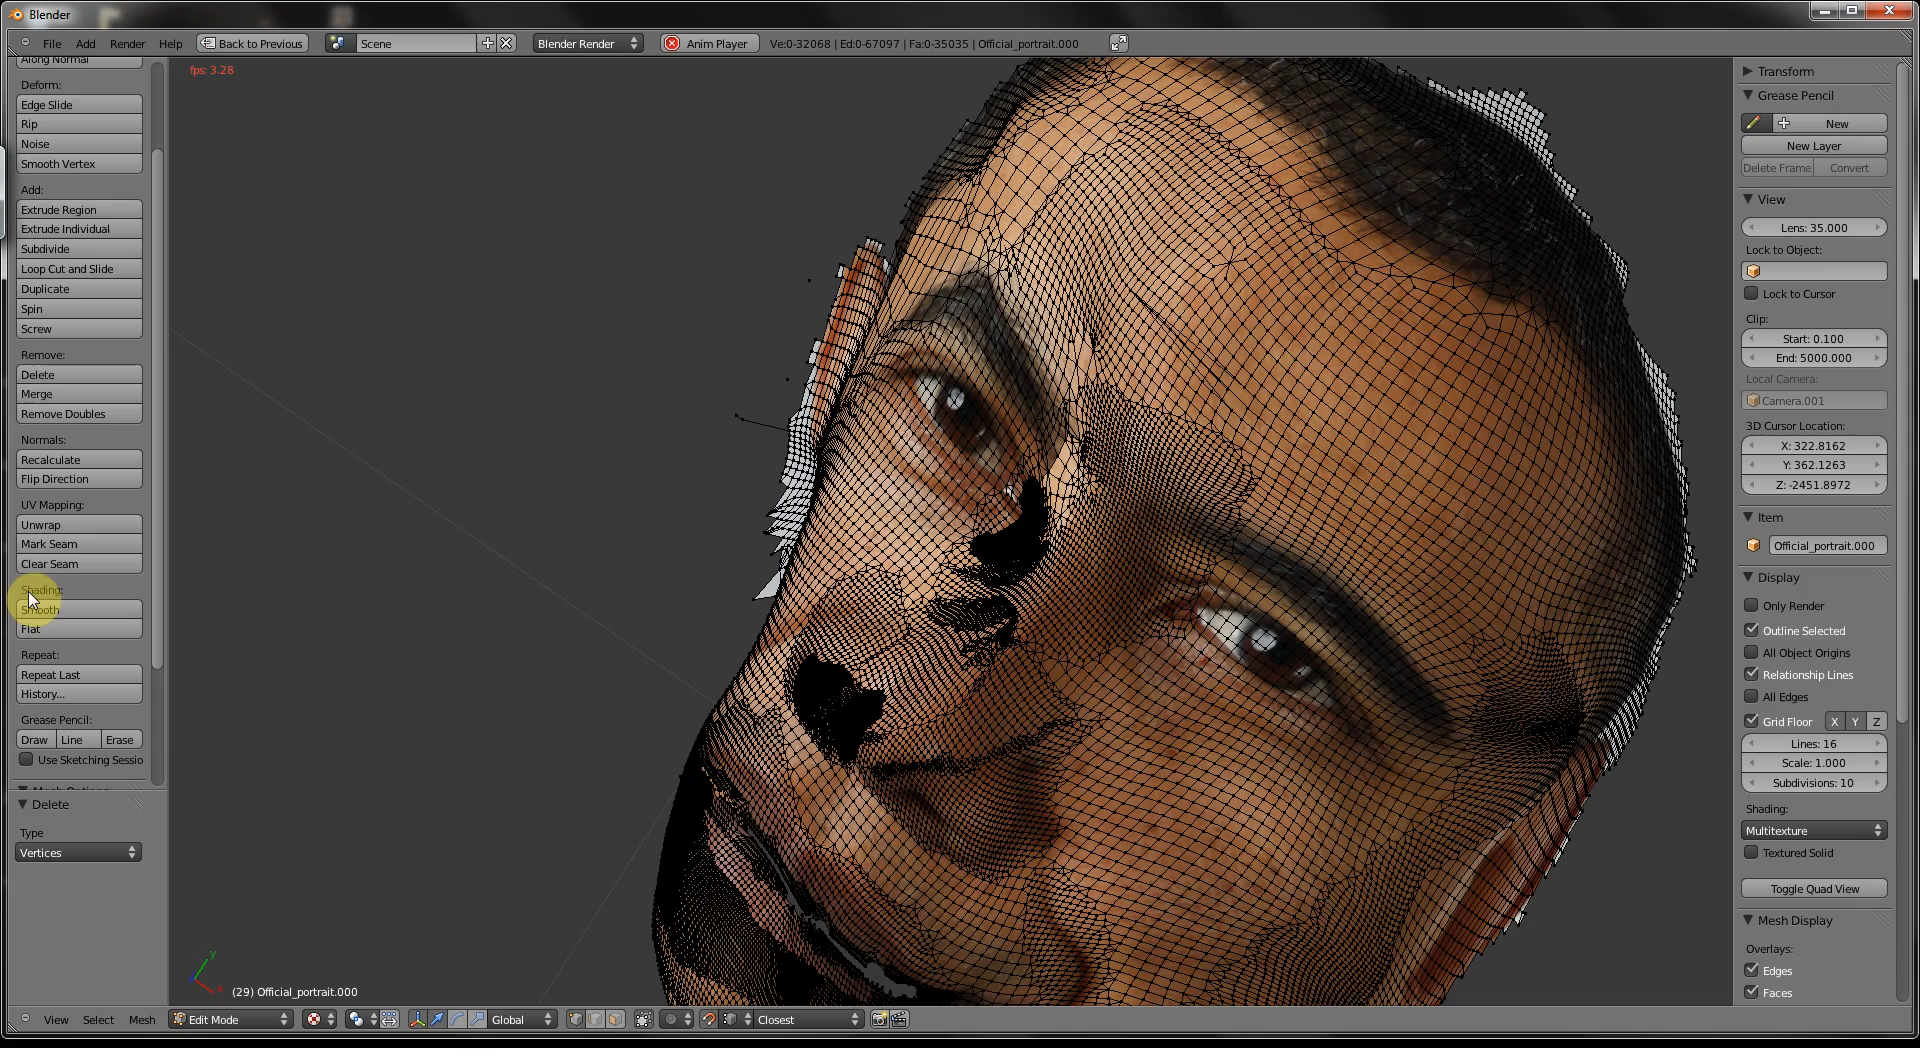 Blender
File Add Render Help Back to Previous Scene Blender Render Anim Player Ve:0-32068 | Ed:0-67097 | Fa:0-35035 | Official_portrait.000
Along Normal
Deform:
Edge Slide
Rip
Noise
Smooth Vertex
Add:
Extrude Region
Extrude Individual
Subdivide
Loop Cut and Slide
Duplicate
Spin
Screw
Remove:
Delete
Merge
Remove Doubles
Normals:
Recalculate
Flip Direction
UV Mapping:
Unwrap
Mark Seam
Clear Seam
Shading:
Smooth
Flat
Repeat:
Repeat Last
History...
Grease Pencil:
Draw Line Erase
Use Sketching Sessio
Mesh Options
Delete
Type
Vertices
fps: 3.28
y
x
(29) Official_portrait.000
Transform
Grease Pencil
New
New Layer
Delete Frame Convert
View
Lens: 35.000
Lock to Object:
Lock to Cursor
Clip:
Start: 0.100
End: 5000.000
Local Camera:
Camera.001
3D Cursor Location:
X: 322.8162
Y: 362.1263
Z: -2451.8972
Item
Official_portrait.000
Display
Only Render
Outline Selected
All Object Origins
Relationship Lines
All Edges
Grid Floor X Y Z
Lines: 16
Scale: 1.000
Subdivisions: 10
Shading:
Multitexture
Textured Solid
Toggle Quad View
Mesh Display
Overlays:
Edges
Faces
View Select Mesh Edit Mode Global Closest